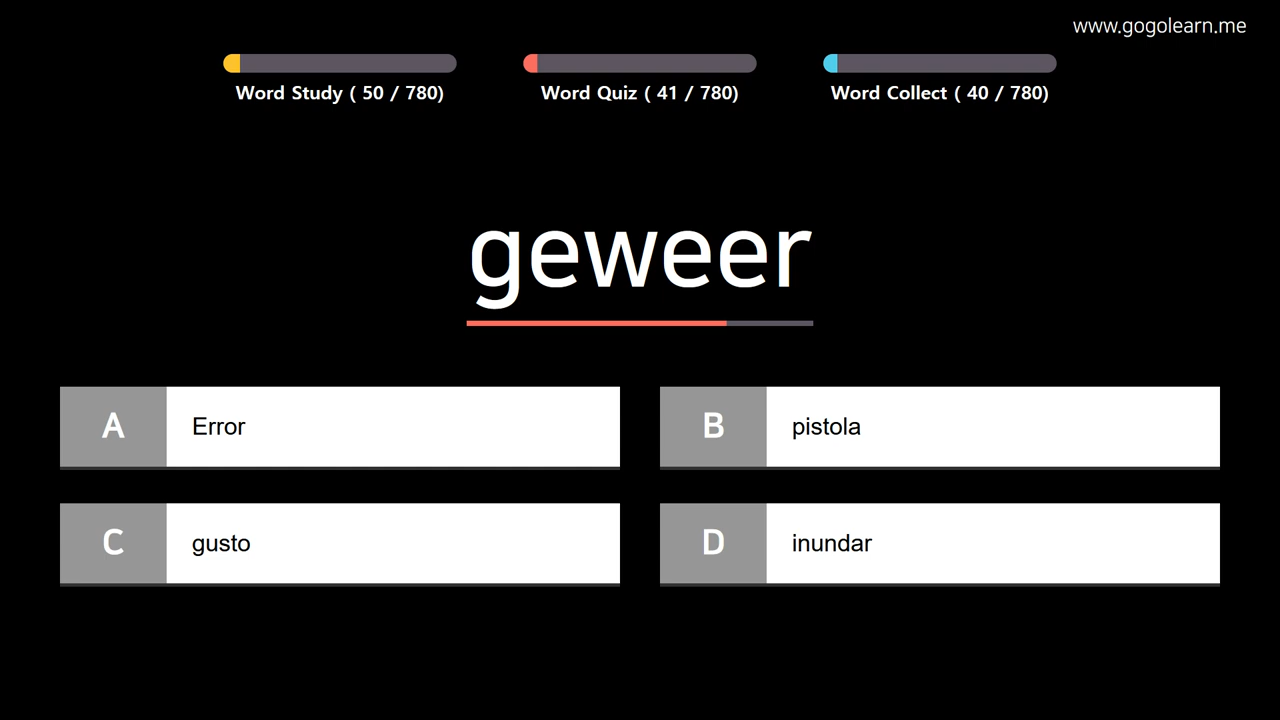 www.gogolearn.me
Word Study ( 50 / 780)
Word Quiz ( 41 / 780)
Word Collect ( 40 / 780)
geweer
A Error
B pistola
C gusto
D inundar